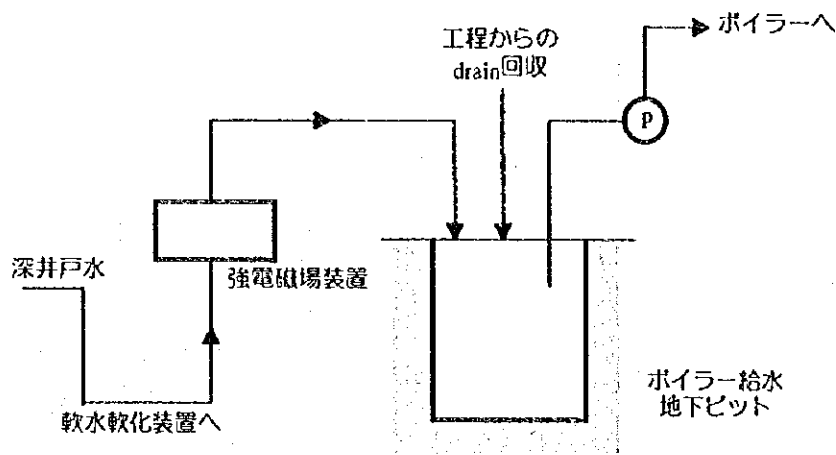 工程からの
drain回収
ボイラーへ
P
深井戸水
強電磁場装置
軟水軟化装置へ
ボイラー給水
地下ピット